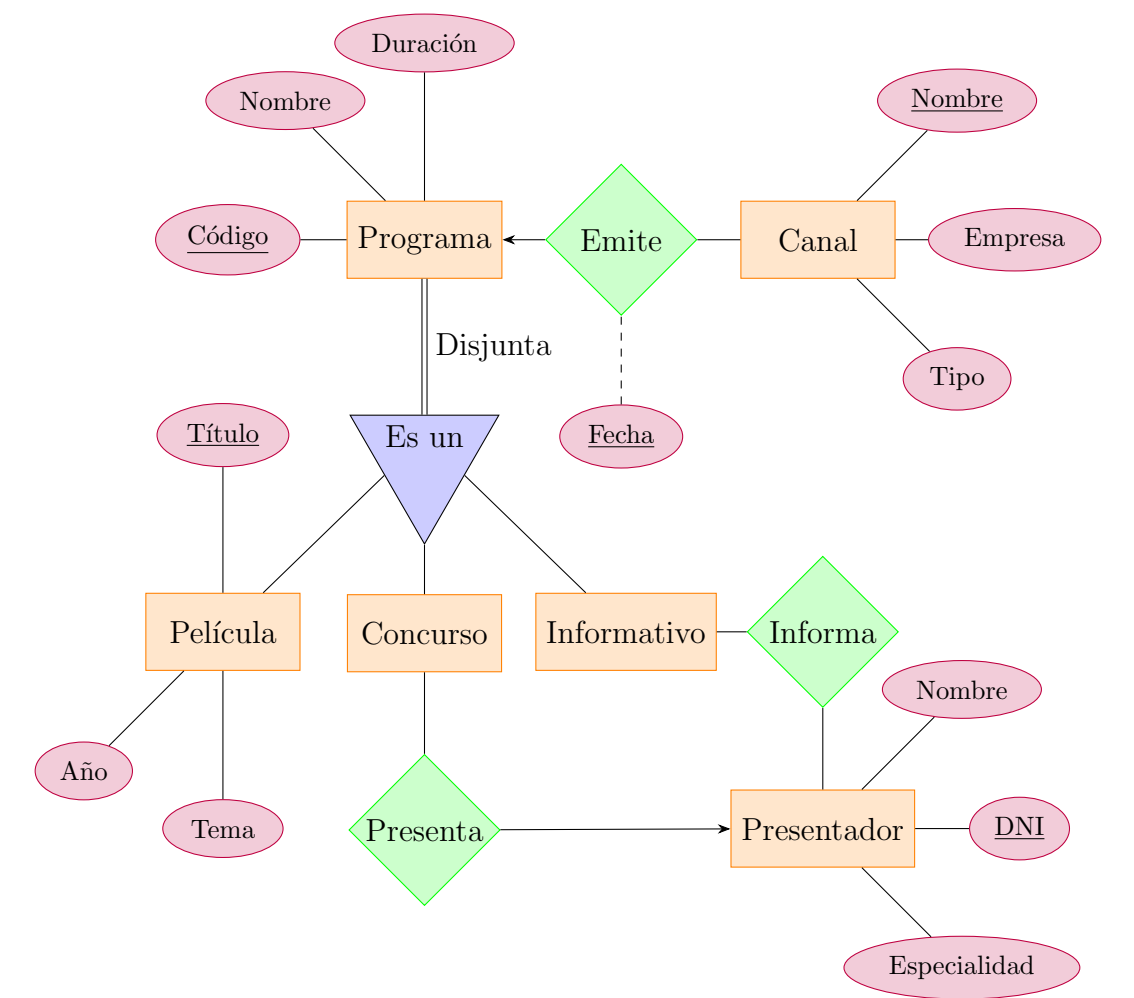 Duración
Nombre
Nombre
Código
Programa
Emite
Canal
Empresa
Disjunta
Tipo
Título
Es un
Fecha
Película
Concurso
Informativo
Informa
Nombre
Año
Tema
Presenta
Presentador
DNI
Especialidad